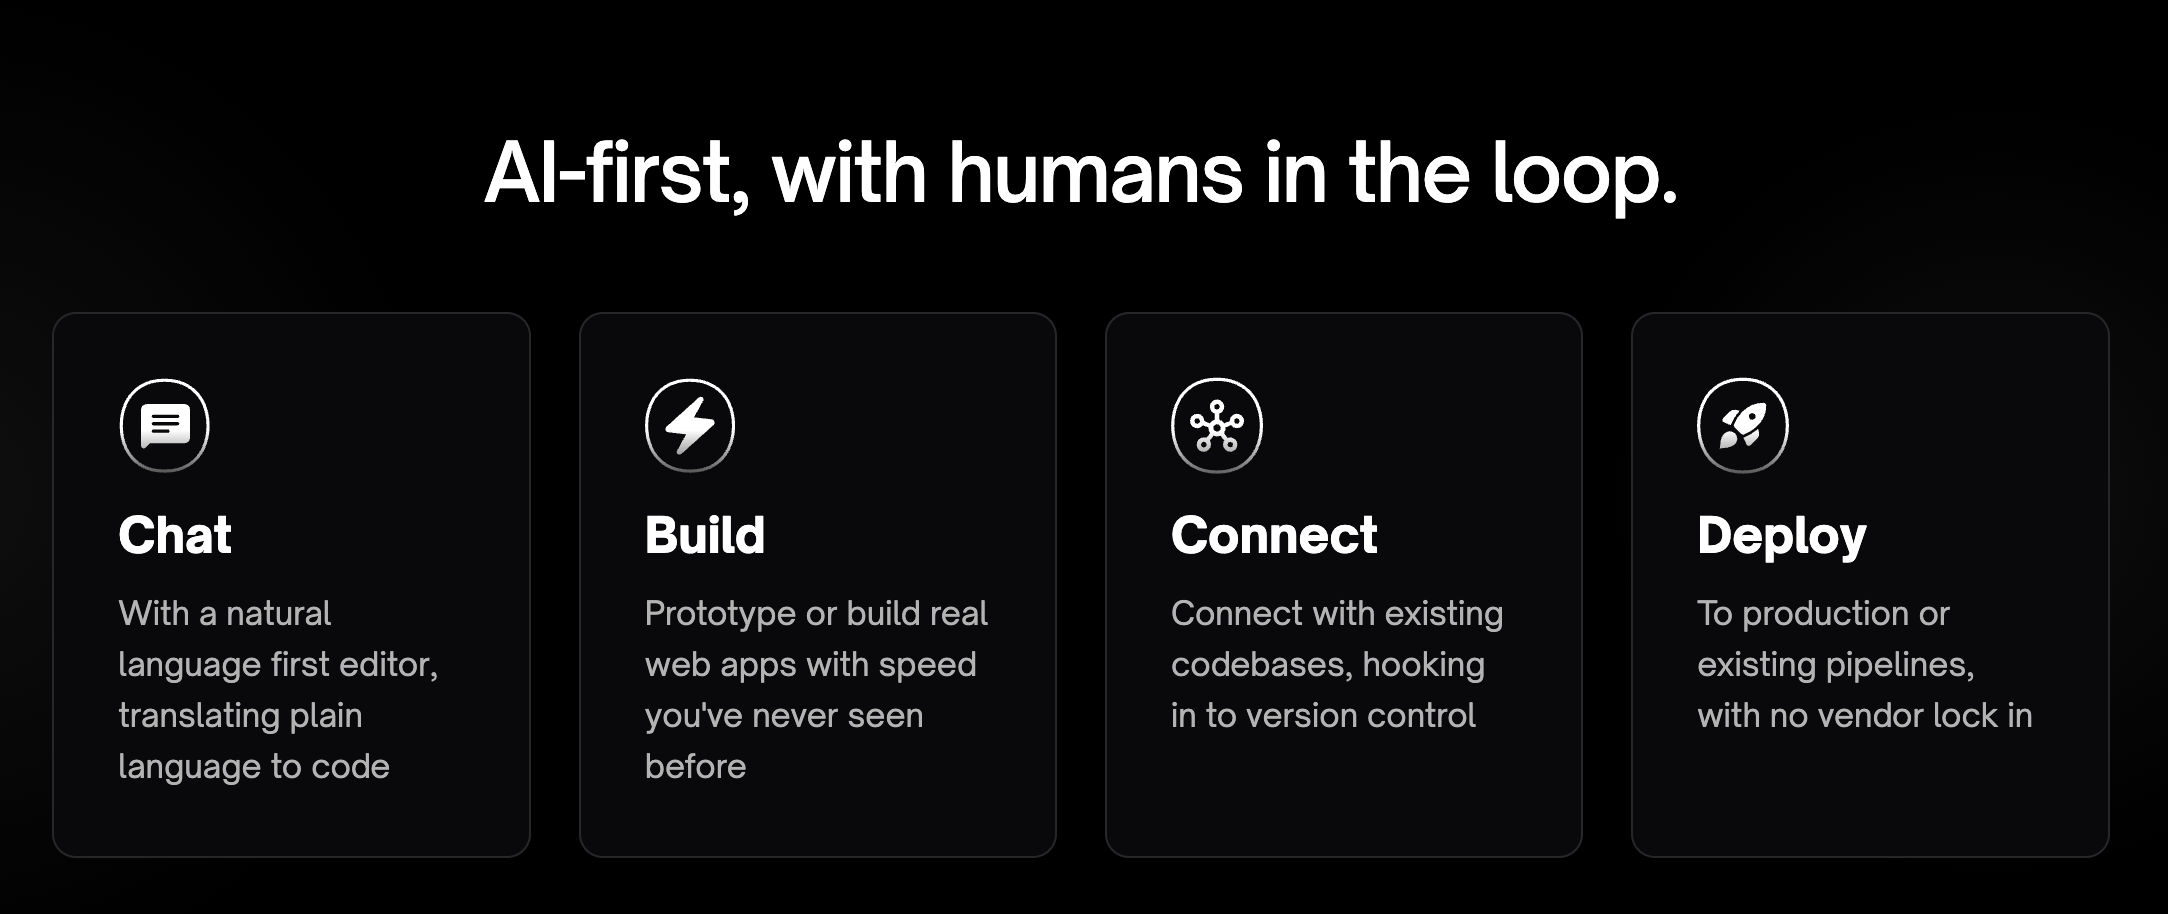 AI-first, with humans in the loop.
Chat
With a natural
language first editor,
translating plain
language to code
Build
Prototype or build real
web apps with speed
you've never seen
before
Connect
Connect with existing
codebases, hooking
in to version control
Deploy
To production or
existing pipelines,
with no vendor lock in